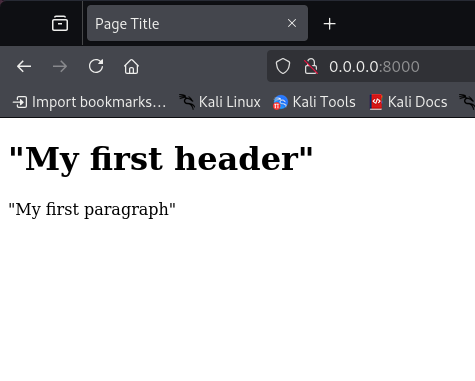 Page Title
0.0.0.0:8000
Import bookmarks... Kali Linux Kali Tools Kali Docs
"My first header"
"My first paragraph"